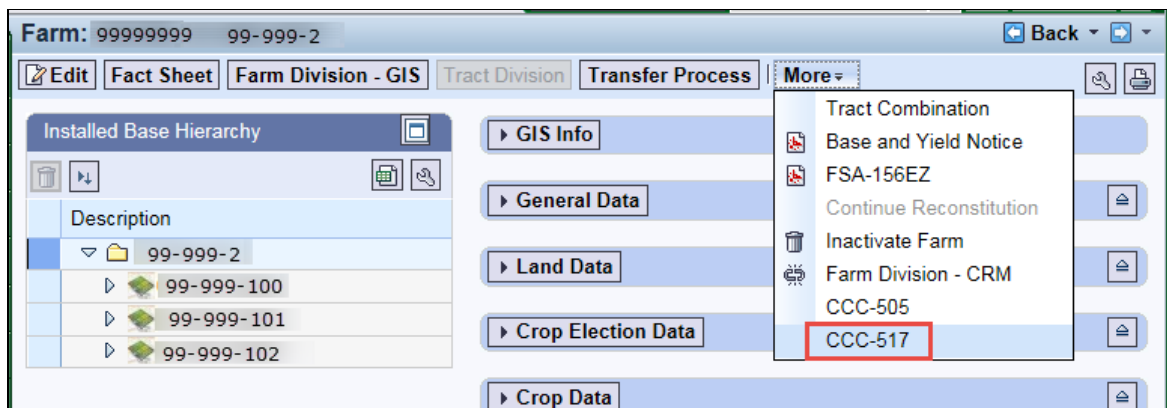 Farm: 99999999 99-999-2
Back
Edit Fact Sheet Farm Division - GIS Tract Division Transfer Process More
Installed Base Hierarchy
Description
99-999-2
99-999-100
99-999-101
99-999-102
GIS Info
General Data
Land Data
Crop Election Data
Crop Data
Tract Combination
Base and Yield Notice
FSA-156EZ
Continue Reconstitution
Inactivate Farm
Farm Division - CRM
CCC-505
CCC-517